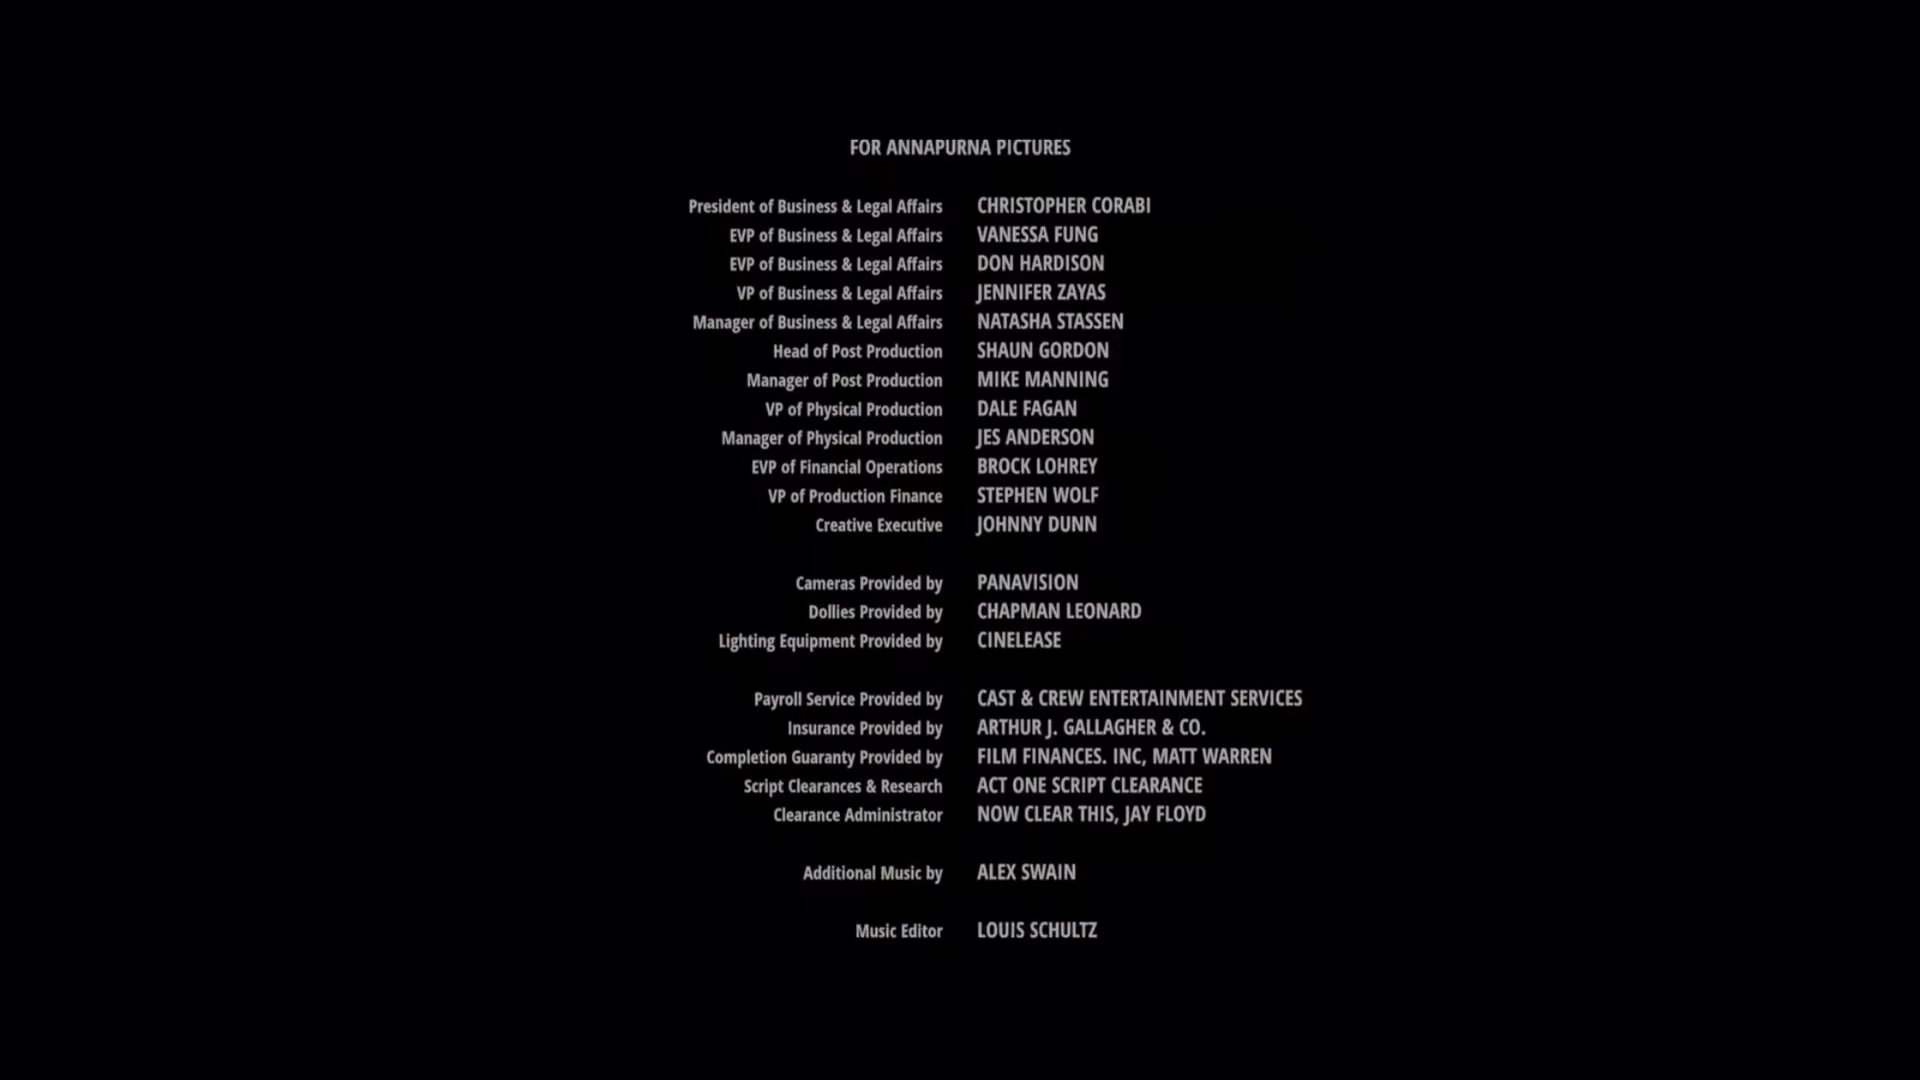 FOR ANNAPURNA PICTURES
President of Business & Legal Affairs CHRISTOPHER CORABI
EVP of Business & Legal Affairs VANESSA FUNG
EVP of Business & Legal Affairs DON HARDISON
VP of Business & Legal Affairs JENNIFER ZAYAS
Manager of Business & Legal Affairs NATASHA STASSEN
Head of Post Production SHAUN GORDON
Manager of Post Production MIKE MANNING
VP of Physical Production DALE FAGAN
Manager of Physical Production JES ANDERSON
EVP of Financial Operations BROCK LOHREY
VP of Production Finance STEPHEN WOLF
Creative Executive JOHNNY DUNN
Cameras Provided by PANAVISION
Dollies Provided by CHAPMAN LEONARD
Lighting Equipment Provided by CINELEASE
Payroll Service Provided by CAST & CREW ENTERTAINMENT SERVICES
Insurance Provided by ARTHUR J. GALLAGHER & CO.
Completion Guaranty Provided by FILM FINANCES. INC, MATT WARREN
Script Clearances & Research ACT ONE SCRIPT CLEARANCE
Clearance Administrator NOW CLEAR THIS, JAY FLOYD
Additional Music by ALEX SWAIN
Music Editor LOUIS SCHULTZ